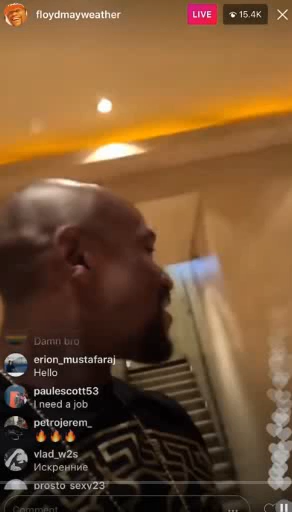 floydmayweather
LIVE
15.4K
Damn bro
erion_mustafaraj
Hello
paulescott53
I need a job
petrojerem_
🔥🔥🔥
vlad_w2s
Искренние
prosto_sexy23
Comment